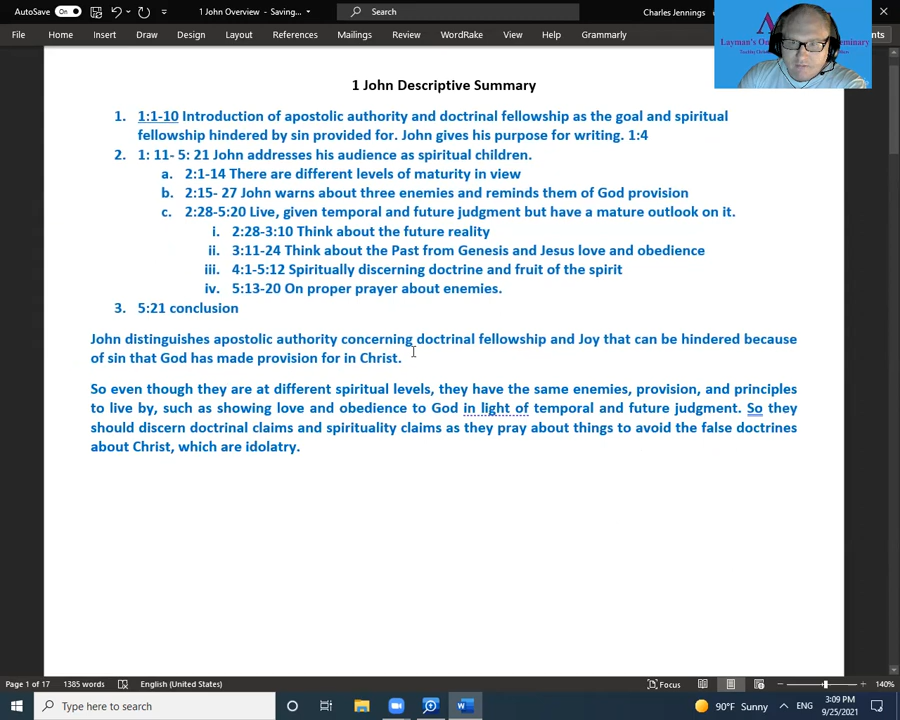 AutoSave On 1 John Overview - Saving... Search Charles Jennings
File Home Insert Draw Design Layout References Mailings Review WordRake View Help Grammarly
Layman's On
1 John Descriptive Summary
1. 1:1-10 Introduction of apostolic authority and doctrinal fellowship as the goal and spiritual
fellowship hindered by sin provided for. John gives his purpose for writing. 1:4
2. 1: 11- 5: 21 John addresses his audience as spiritual children.
a. 2:1-14 There are different levels of maturity in view
b. 2:15- 27 John warns about three enemies and reminds them of God provision
c. 2:28-5:20 Live, given temporal and future judgment but have a mature outlook on it.
i. 2:28-3:10 Think about the future reality
ii. 3:11-24 Think about the Past from Genesis and Jesus love and obedience
iii. 4:1-5:12 Spiritually discerning doctrine and fruit of the spirit
iv. 5:13-20 On proper prayer about enemies.
3. 5:21 conclusion
John distinguishes apostolic authority concerning doctrinal fellowship and Joy that can be hindered because
of sin that God has made provision for in Christ.
So even though they are at different spiritual levels, they have the same enemies, provision, and principles
to live by, such as showing love and obedience to God in light of temporal and future judgment. So they
should discern doctrinal claims and spirituality claims as they pray about things to avoid the false doctrines
about Christ, which are idolatry.
Page 1 of 17 1385 words English (United States) Focus 140%
Type here to search 90°F Sunny ENG 3:09 PM
9/25/2021